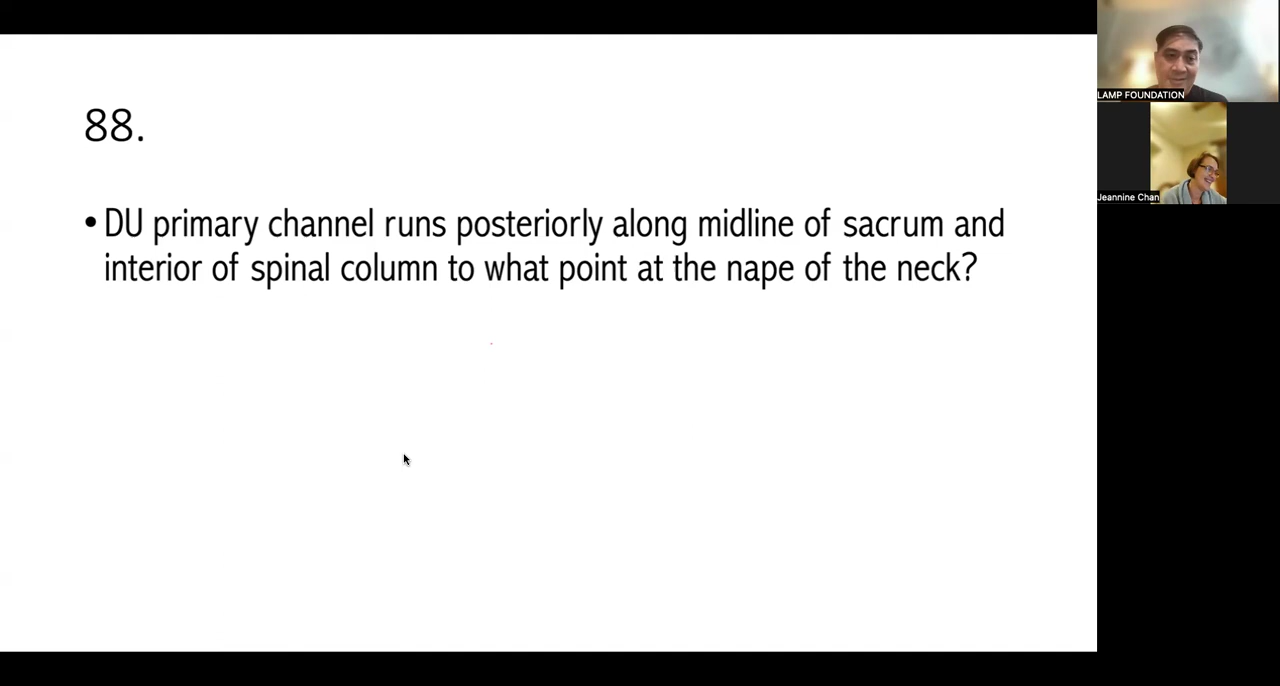 88.
• DU primary channel runs posteriorly along midline of sacrum and
interior of spinal column to what point at the nape of the neck?
LAMP FOUNDATION
Jeannine Chan